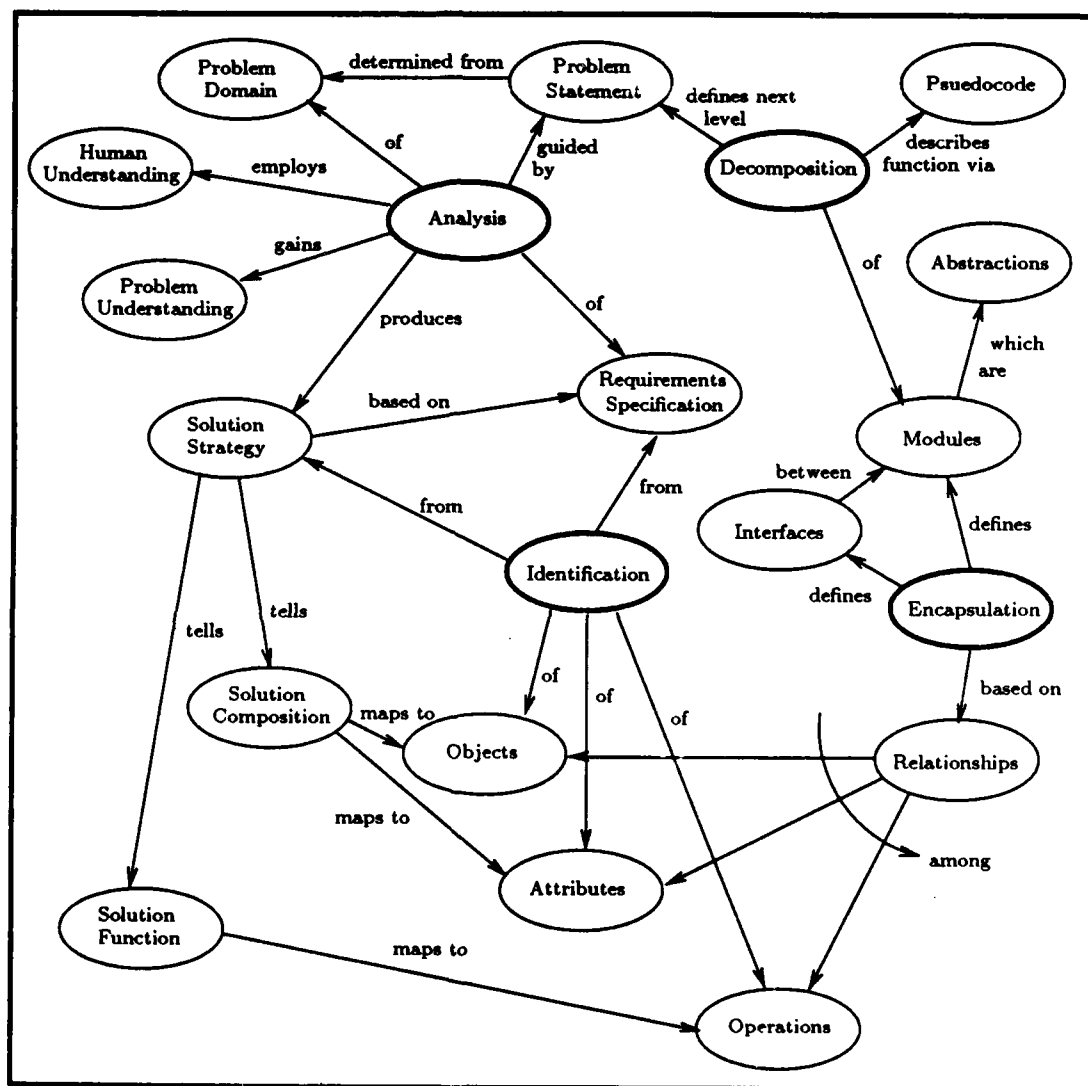 Problem
Domain
determined from
Problem
Statement
Psuedocode
defines next
level
Human
Understanding
employs
of
guided
by
Decomposition
describes
function via
Analysis
gains
Problem
Understanding
of
Abstractions
produces
of
which
are
Requirements
Specification
based on
Solution
Strategy
Modules
between
from
from
Interfaces
defines
Identification
defines
Encapsulation
tells
tells
of
of
of
based on
Solution
Composition
maps to
Objects
Relationships
maps to
among
Attributes
Solution
Function
maps to
Operations